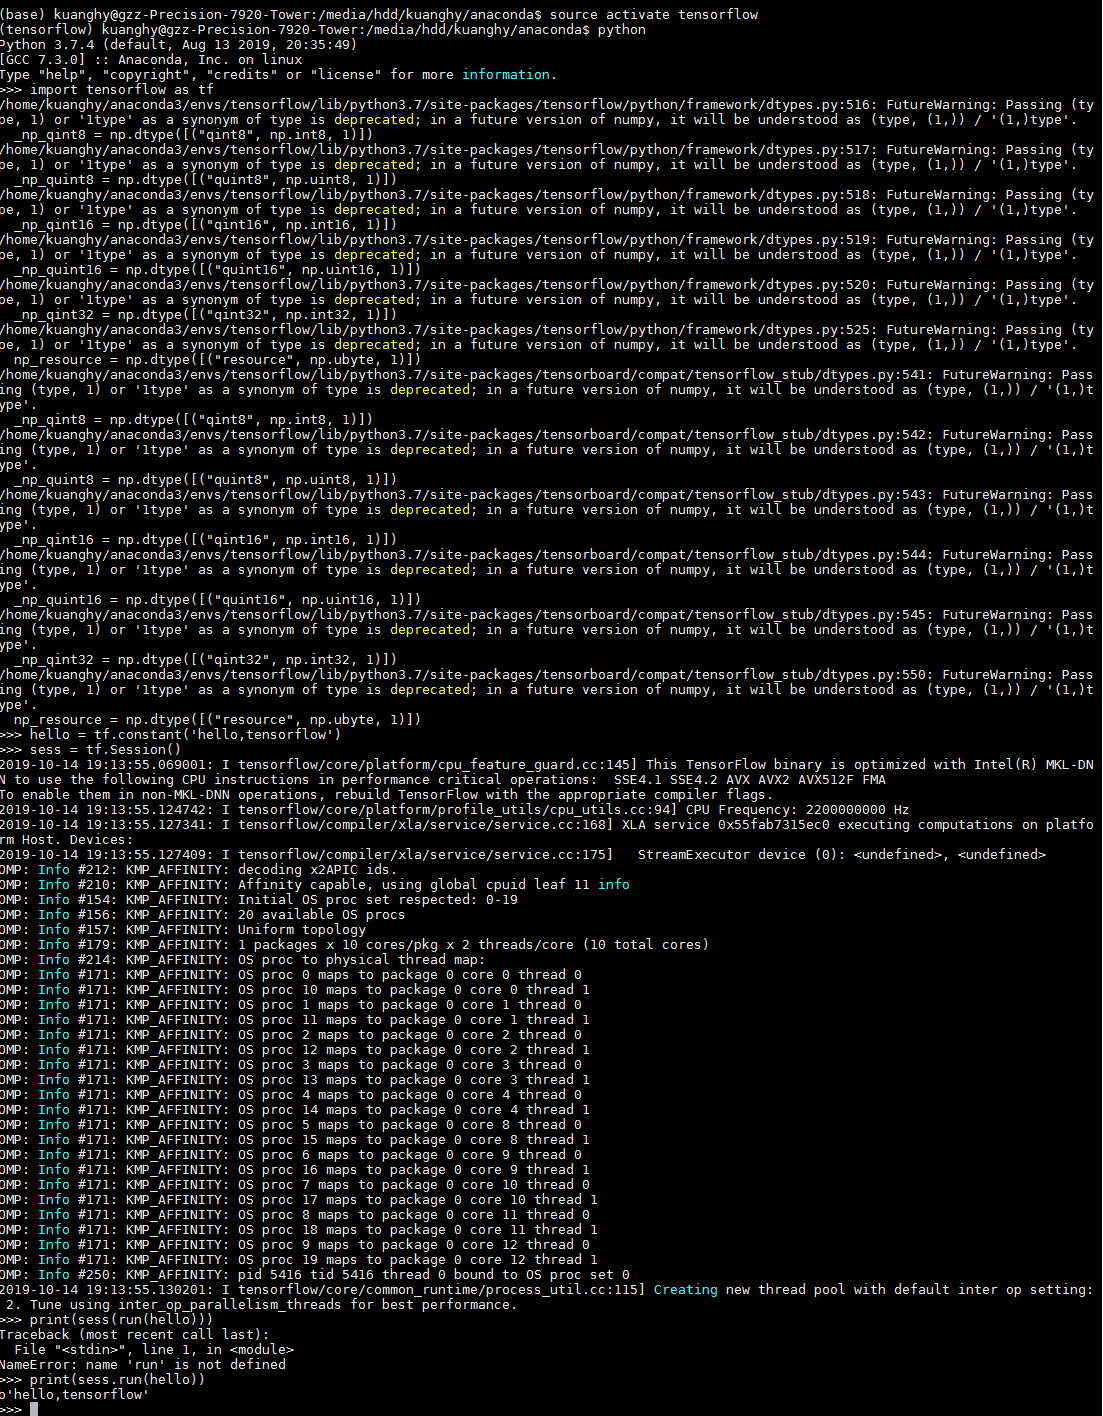 (base) kuanghy@gzz-Precision-7920-Tower:/media/hdd/kuanghy/anaconda$ source activate tensorflow
(tensorflow) kuanghy@gzz-Precision-7920-Tower:/media/hdd/kuanghy/anaconda$ python
Python 3.7.4 (default, Aug 13 2019, 20:35:49)
[GCC 7.3.0] :: Anaconda, Inc. on linux
Type "help", "copyright", "credits" or "license" for more information.
>>> import tensorflow as tf
/home/kuanghy/anaconda3/envs/tensorflow/lib/python3.7/site-packages/tensorflow/python/framework/dtypes.py:516: FutureWarning: Passing (ty
pe, 1) or '1type' as a synonym of type is deprecated; in a future version of numpy, it will be understood as (type, (1,)) / '(1,)type'.
  _np_qint8 = np.dtype([("qint8", np.int8, 1)])
/home/kuanghy/anaconda3/envs/tensorflow/lib/python3.7/site-packages/tensorflow/python/framework/dtypes.py:517: FutureWarning: Passing (ty
pe, 1) or '1type' as a synonym of type is deprecated; in a future version of numpy, it will be understood as (type, (1,)) / '(1,)type'.
  _np_quint8 = np.dtype([("quint8", np.uint8, 1)])
/home/kuanghy/anaconda3/envs/tensorflow/lib/python3.7/site-packages/tensorflow/python/framework/dtypes.py:518: FutureWarning: Passing (ty
pe, 1) or '1type' as a synonym of type is deprecated; in a future version of numpy, it will be understood as (type, (1,)) / '(1,)type'.
  _np_qint16 = np.dtype([("qint16", np.int16, 1)])
/home/kuanghy/anaconda3/envs/tensorflow/lib/python3.7/site-packages/tensorflow/python/framework/dtypes.py:519: FutureWarning: Passing (ty
pe, 1) or '1type' as a synonym of type is deprecated; in a future version of numpy, it will be understood as (type, (1,)) / '(1,)type'.
  _np_quint16 = np.dtype([("quint16", np.uint16, 1)])
/home/kuanghy/anaconda3/envs/tensorflow/lib/python3.7/site-packages/tensorflow/python/framework/dtypes.py:520: FutureWarning: Passing (ty
pe, 1) or '1type' as a synonym of type is deprecated; in a future version of numpy, it will be understood as (type, (1,)) / '(1,)type'.
  _np_qint32 = np.dtype([("qint32", np.int32, 1)])
/home/kuanghy/anaconda3/envs/tensorflow/lib/python3.7/site-packages/tensorflow/python/framework/dtypes.py:525: FutureWarning: Passing (ty
pe, 1) or '1type' as a synonym of type is deprecated; in a future version of numpy, it will be understood as (type, (1,)) / '(1,)type'.
  np_resource = np.dtype([("resource", np.ubyte, 1)])
/home/kuanghy/anaconda3/envs/tensorflow/lib/python3.7/site-packages/tensorboard/compat/tensorflow_stub/dtypes.py:541: FutureWarning: Pass
ing (type, 1) or '1type' as a synonym of type is deprecated; in a future version of numpy, it will be understood as (type, (1,)) / '(1,)t
ype'.
  _np_qint8 = np.dtype([("qint8", np.int8, 1)])
/home/kuanghy/anaconda3/envs/tensorflow/lib/python3.7/site-packages/tensorboard/compat/tensorflow_stub/dtypes.py:542: FutureWarning: Pass
ing (type, 1) or '1type' as a synonym of type is deprecated; in a future version of numpy, it will be understood as (type, (1,)) / '(1,)t
ype'.
  _np_quint8 = np.dtype([("quint8", np.uint8, 1)])
/home/kuanghy/anaconda3/envs/tensorflow/lib/python3.7/site-packages/tensorboard/compat/tensorflow_stub/dtypes.py:543: FutureWarning: Pass
ing (type, 1) or '1type' as a synonym of type is deprecated; in a future version of numpy, it will be understood as (type, (1,)) / '(1,)t
ype'.
  _np_qint16 = np.dtype([("qint16", np.int16, 1)])
/home/kuanghy/anaconda3/envs/tensorflow/lib/python3.7/site-packages/tensorboard/compat/tensorflow_stub/dtypes.py:544: FutureWarning: Pass
ing (type, 1) or '1type' as a synonym of type is deprecated; in a future version of numpy, it will be understood as (type, (1,)) / '(1,)t
ype'.
  _np_quint16 = np.dtype([("quint16", np.uint16, 1)])
/home/kuanghy/anaconda3/envs/tensorflow/lib/python3.7/site-packages/tensorboard/compat/tensorflow_stub/dtypes.py:545: FutureWarning: Pass
ing (type, 1) or '1type' as a synonym of type is deprecated; in a future version of numpy, it will be understood as (type, (1,)) / '(1,)t
ype'.
  _np_qint32 = np.dtype([("qint32", np.int32, 1)])
/home/kuanghy/anaconda3/envs/tensorflow/lib/python3.7/site-packages/tensorboard/compat/tensorflow_stub/dtypes.py:550: FutureWarning: Pass
ing (type, 1) or '1type' as a synonym of type is deprecated; in a future version of numpy, it will be understood as (type, (1,)) / '(1,)t
ype'.
  np_resource = np.dtype([("resource", np.ubyte, 1)])
>>> hello = tf.constant('hello,tensorflow')
>>> sess = tf.Session()
2019-10-14 19:13:55.069001: I tensorflow/core/platform/cpu_feature_guard.cc:145] This TensorFlow binary is optimized with Intel(R) MKL-DN
N to use the following CPU instructions in performance critical operations:  SSE4.1 SSE4.2 AVX AVX2 AVX512F FMA
To enable them in non-MKL-DNN operations, rebuild TensorFlow with the appropriate compiler flags.
2019-10-14 19:13:55.124742: I tensorflow/core/platform/profile_utils/cpu_utils.cc:94] CPU Frequency: 2200000000 Hz
2019-10-14 19:13:55.127341: I tensorflow/compiler/xla/service/service.cc:168] XLA service 0x55fab7315ec0 executing computations on platfo
rm Host. Devices:
2019-10-14 19:13:55.127409: I tensorflow/compiler/xla/service/service.cc:175]   StreamExecutor device (0): <undefined>, <undefined>
OMP: Info #212: KMP_AFFINITY: decoding x2APIC ids.
OMP: Info #210: KMP_AFFINITY: Affinity capable, using global cpuid leaf 11 info
OMP: Info #154: KMP_AFFINITY: Initial OS proc set respected: 0-19
OMP: Info #156: KMP_AFFINITY: 20 available OS procs
OMP: Info #157: KMP_AFFINITY: Uniform topology
OMP: Info #179: KMP_AFFINITY: 1 packages x 10 cores/pkg x 2 threads/core (10 total cores)
OMP: Info #214: KMP_AFFINITY: OS proc to physical thread map:
OMP: Info #171: KMP_AFFINITY: OS proc 0 maps to package 0 core 0 thread 0
OMP: Info #171: KMP_AFFINITY: OS proc 10 maps to package 0 core 0 thread 1
OMP: Info #171: KMP_AFFINITY: OS proc 1 maps to package 0 core 1 thread 0
OMP: Info #171: KMP_AFFINITY: OS proc 11 maps to package 0 core 1 thread 1
OMP: Info #171: KMP_AFFINITY: OS proc 2 maps to package 0 core 2 thread 0
OMP: Info #171: KMP_AFFINITY: OS proc 12 maps to package 0 core 2 thread 1
OMP: Info #171: KMP_AFFINITY: OS proc 3 maps to package 0 core 3 thread 0
OMP: Info #171: KMP_AFFINITY: OS proc 13 maps to package 0 core 3 thread 1
OMP: Info #171: KMP_AFFINITY: OS proc 4 maps to package 0 core 4 thread 0
OMP: Info #171: KMP_AFFINITY: OS proc 14 maps to package 0 core 4 thread 1
OMP: Info #171: KMP_AFFINITY: OS proc 5 maps to package 0 core 8 thread 0
OMP: Info #171: KMP_AFFINITY: OS proc 15 maps to package 0 core 8 thread 1
OMP: Info #171: KMP_AFFINITY: OS proc 6 maps to package 0 core 9 thread 0
OMP: Info #171: KMP_AFFINITY: OS proc 16 maps to package 0 core 9 thread 1
OMP: Info #171: KMP_AFFINITY: OS proc 7 maps to package 0 core 10 thread 0
OMP: Info #171: KMP_AFFINITY: OS proc 17 maps to package 0 core 10 thread 1
OMP: Info #171: KMP_AFFINITY: OS proc 8 maps to package 0 core 11 thread 0
OMP: Info #171: KMP_AFFINITY: OS proc 18 maps to package 0 core 11 thread 1
OMP: Info #171: KMP_AFFINITY: OS proc 9 maps to package 0 core 12 thread 0
OMP: Info #171: KMP_AFFINITY: OS proc 19 maps to package 0 core 12 thread 1
OMP: Info #250: KMP_AFFINITY: pid 5416 tid 5416 thread 0 bound to OS proc set 0
2019-10-14 19:13:55.130201: I tensorflow/core/common_runtime/process_util.cc:115] Creating new thread pool with default inter op setting:
 2. Tune using inter_op_parallelism_threads for best performance.
>>> print(sess(run(hello)))
Traceback (most recent call last):
  File "<stdin>", line 1, in <module>
NameError: name 'run' is not defined
>>> print(sess.run(hello))
b'hello,tensorflow'
>>>